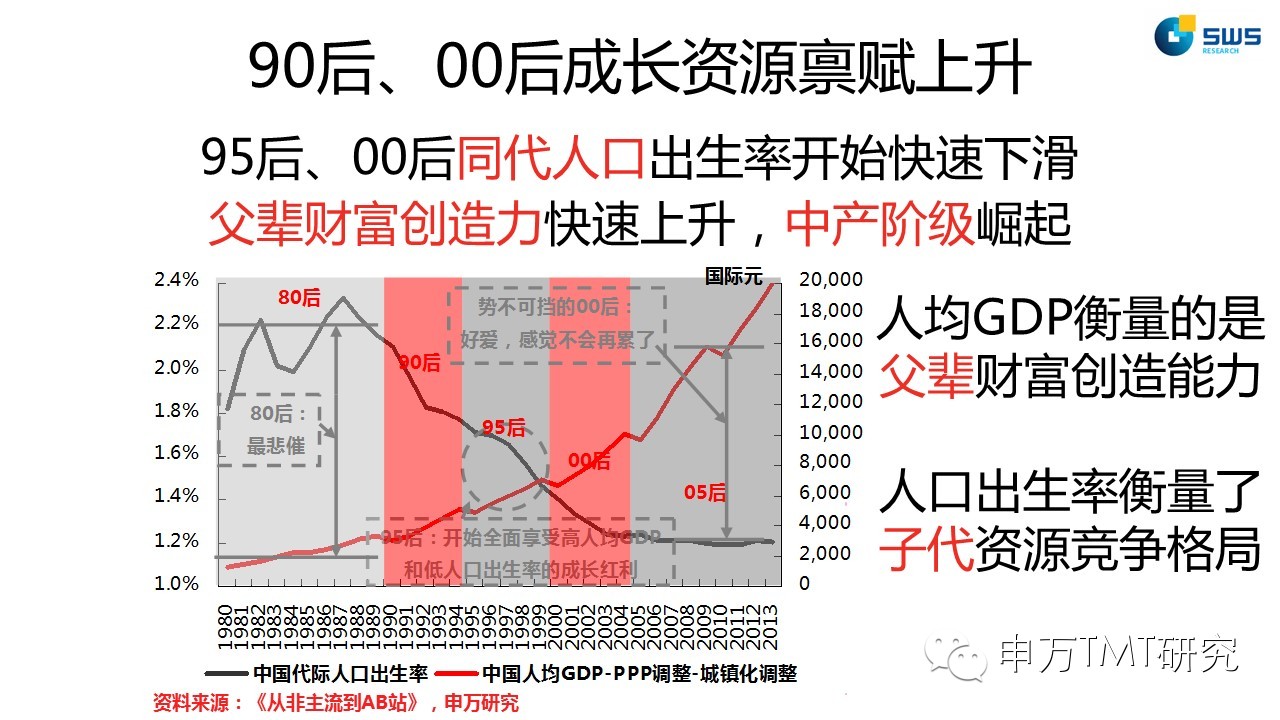 SWS
RESEARCH
90后、00后成长资源禀赋上升
95后、00后同代人口出生率开始快速下滑
父辈财富创造力快速上升，中产阶级崛起
国际元
2.4%
2.2%
2.0%
1.8%
1.6%
1.4%
1.2%
1.0%
80后
90后
95后
00后
05后
势不可挡的00后：
好爱，感觉不会再累了
80后：
最悲催
95后：开始全面享受高人均GDP
和低人口出生率的成长红利
20,000
18,000
16,000
14,000
12,000
10,000
8,000
6,000
4,000
2,000
0
1980
1981
1982
1983
1984
1985
1986
1987
1988
1989
1990
1991
1992
1993
1994
1995
1996
1997
1998
1999
2000
2001
2002
2003
2004
2005
2006
2007
2008
2009
2010
2011
2012
2013
中国代际人口出生率
中国人均GDP-PPP调整-城镇化调整
资料来源：《从非主流到AB站》，申万研究
人均GDP衡量的是
父辈财富创造能力
人口出生率衡量了
子代资源竞争格局
申万TMT研究